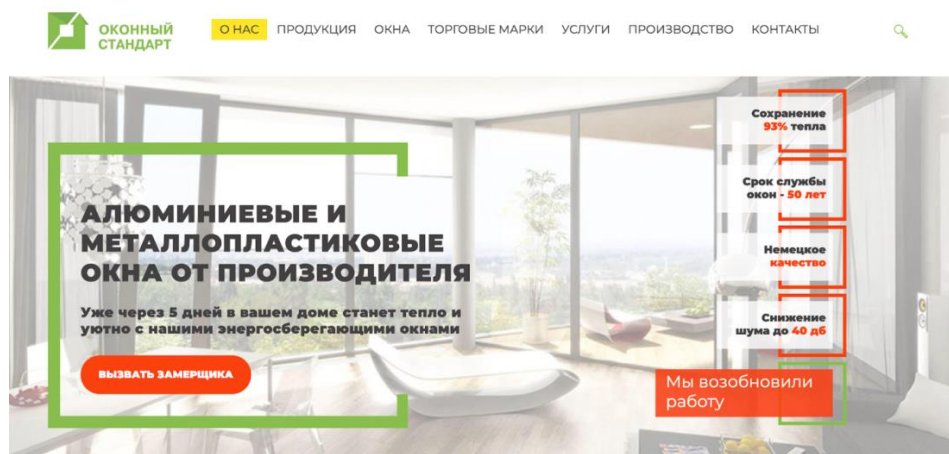 ОКОННЫЙ
СТАНДАРТ
О НАС ПРОДУКЦИЯ ОКНА ТОРГОВЫЕ МАРКИ УСЛУГИ ПРОИЗВОДСТВО КОНТАКТЫ
АЛЮМИНИЕВЫЕ И
МЕТАЛЛОПЛАСТИКОВЫЕ
ОКНА ОТ ПРОИЗВОДИТЕЛЯ
Уже через 5 дней в вашем доме станет тепло и
уютно с нашими энергосберегающими окнами
ВЫЗВАТЬ ЗАМЕРЩИКА
Сохранение
93% тепла
Срок службы
окон - 50 лет
Немецкое
качество
Снижение
шума до 40 дб
Мы возобновили
работу